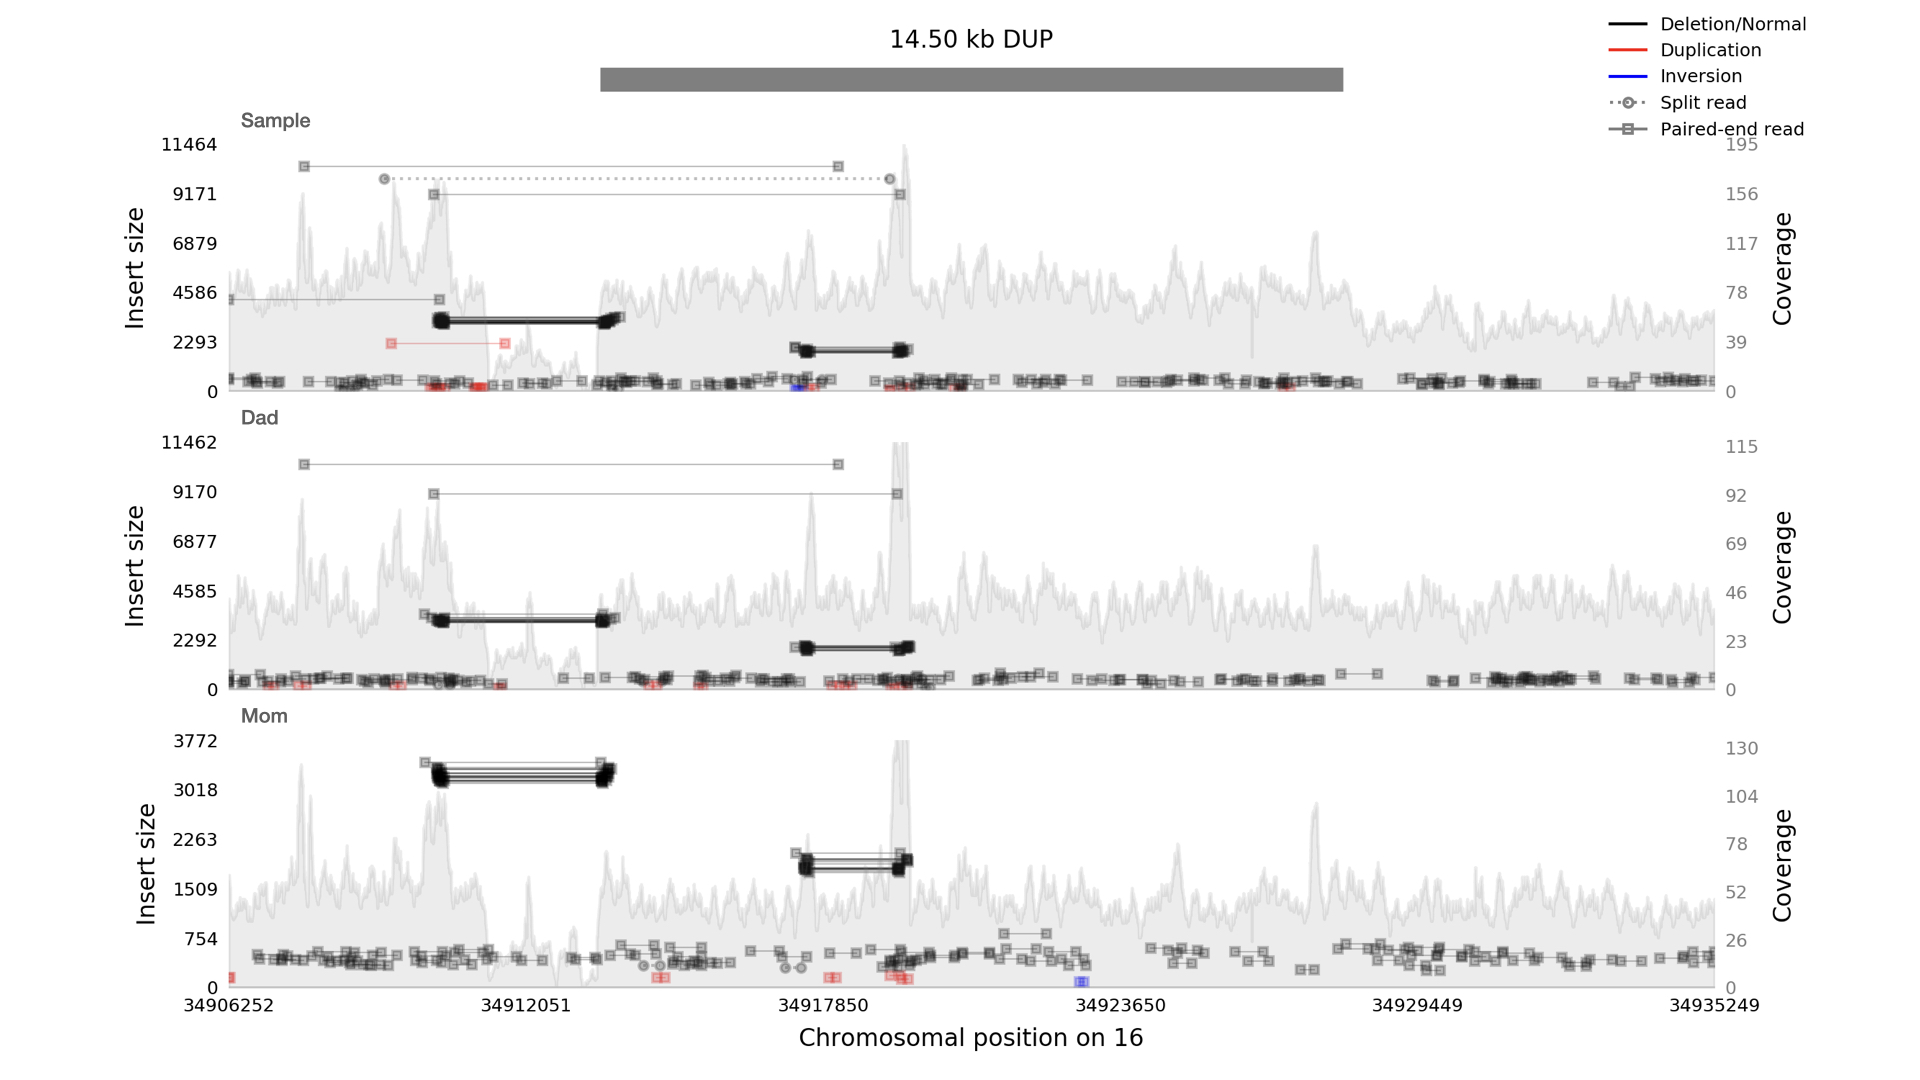 14.50 kb DUP
Deletion/Normal
Duplication
Inversion
Split read
Paired-end read
Sample
11464
9171
6879
4586
2293
0
Insert size
195
156
117
78
39
0
Coverage
Dad
11462
9170
6877
4585
2292
0
Insert size
115
92
69
46
23
0
Coverage
Mom
3772
3018
2263
1509
754
0
Insert size
130
104
78
52
26
0
Coverage
34906252 34912051 34917850 34923650 34929449 34935249
Chromosomal position on 16